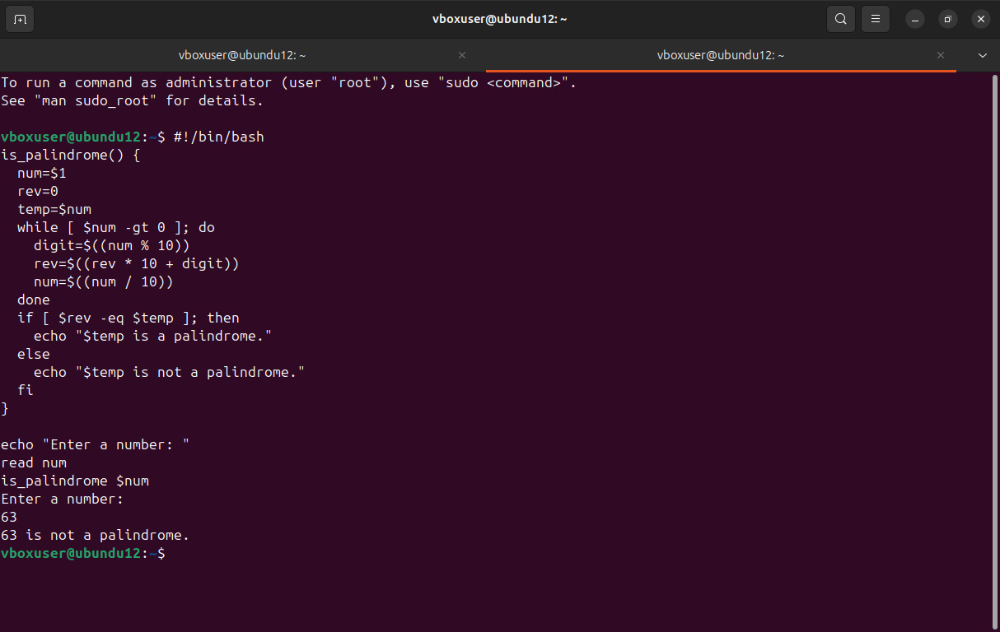 vboxuser@ubundu12: ~
vboxuser@ubundu12: ~
vboxuser@ubundu12: ~
To run a command as administrator (user "root"), use "sudo <command>".
See "man sudo_root" for details.

vboxuser@ubundu12:~$ #!/bin/bash
is_palindrome() {
  num=$1
  rev=0
  temp=$num
  while [ $num -gt 0 ]; do
    digit=$((num % 10))
    rev=$((rev * 10 + digit))
    num=$((num / 10))
  done
  if [ $rev -eq $temp ]; then
    echo "$temp is a palindrome."
  else
    echo "$temp is not a palindrome."
  fi
}

echo "Enter a number: "
read num
is_palindrome $num
Enter a number:
63
63 is not a palindrome.
vboxuser@ubundu12:~$